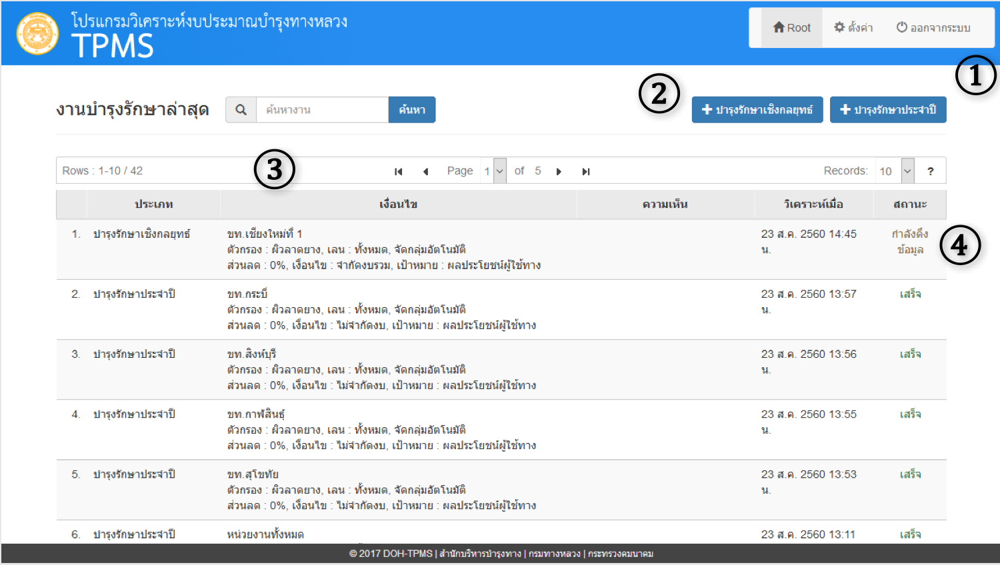 โปรแกรมวิเคราะห์งบประมาณบำรุงทางหลวง
TPMS
Root ตั้งค่า ออกจากระบบ
1
2
งานบำรุงรักษาล่าสุด ค้นหางาน ค้นหา + บำรุงรักษาเชิงกลยุทธ์ + บำรุงรักษาประจำปี
Rows : 1-10 / 42 3 Page 1 of 5 Records: 10 ?
ประเภท เงื่อนไข ความเห็น วิเคราะห์เมื่อ สถานะ
1. บำรุงรักษาเชิงกลยุทธ์ ขท.เชียงใหม่ที่ 1 23 ส.ค. 2560 14:45 กำลังดึง
ตัวกรอง : ผิวลาดยาง, เลน : ทั้งหมด, จัดกลุ่มอัตโนมัติ น. ข้อมูล 4
ส่วนลด : 0%, เงื่อนไข : จำกัดงบรวม, เป้าหมาย : ผลประโยชน์ผู้ใช้ทาง
2. บำรุงรักษาประจำปี ขท.กระบี่ 23 ส.ค. 2560 13:57 เสร็จ
ตัวกรอง : ผิวลาดยาง, เลน : ทั้งหมด, จัดกลุ่มอัตโนมัติ น.
ส่วนลด : 0%, เงื่อนไข : ไม่จำกัดงบ, เป้าหมาย : ผลประโยชน์ผู้ใช้ทาง
3. บำรุงรักษาประจำปี ขท.สิงห์บุรี 23 ส.ค. 2560 13:56 เสร็จ
ตัวกรอง : ผิวลาดยาง, เลน : ทั้งหมด, จัดกลุ่มอัตโนมัติ น.
ส่วนลด : 0%, เงื่อนไข : ไม่จำกัดงบ, เป้าหมาย : ผลประโยชน์ผู้ใช้ทาง
4. บำรุงรักษาประจำปี ขท.กาฬสินธุ์ 23 ส.ค. 2560 13:55 เสร็จ
ตัวกรอง : ผิวลาดยาง, เลน : ทั้งหมด, จัดกลุ่มอัตโนมัติ น.
ส่วนลด : 0%, เงื่อนไข : ไม่จำกัดงบ, เป้าหมาย : ผลประโยชน์ผู้ใช้ทาง
5. บำรุงรักษาประจำปี ขท.สุโขทัย 23 ส.ค. 2560 13:53 เสร็จ
ตัวกรอง : ผิวลาดยาง, เลน : ทั้งหมด, จัดกลุ่มอัตโนมัติ น.
ส่วนลด : 0%, เงื่อนไข : ไม่จำกัดงบ, เป้าหมาย : ผลประโยชน์ผู้ใช้ทาง
6. บำรุงรักษาประจำปี หน่วยงานทั้งหมด 23 ส.ค. 2560 13:11 เสร็จ
© 2017 DOH-TPMS | สำนักบริหารบำรุงทาง | กรมทางหลวง | กระทรวงคมนาคม